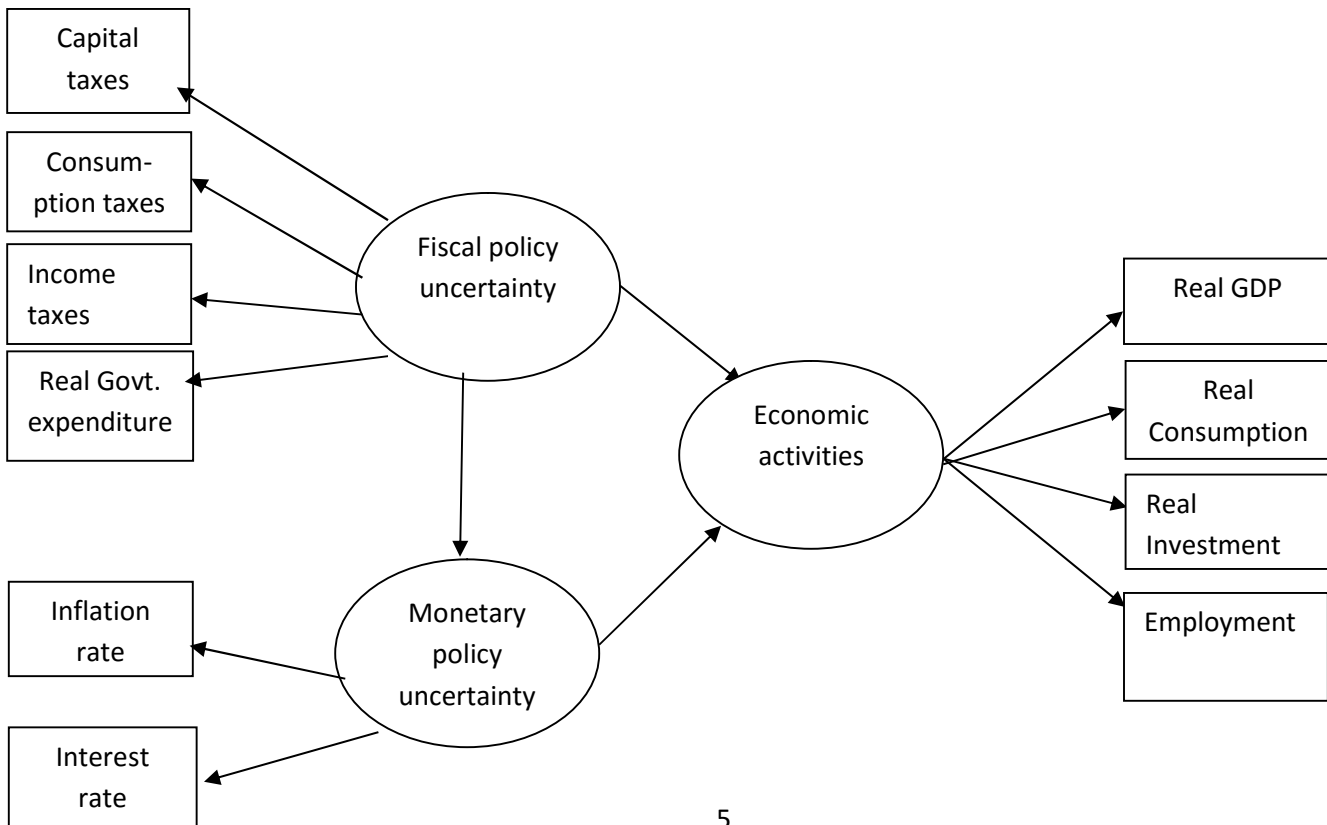 Capital
taxes
Consum-
ption taxes
Income
taxes
Real Govt.
expenditure
Fiscal policy
uncertainty
Economic
activities
Real GDP
Real
Consumption
Real
Investment
Employment
Inflation
rate
Monetary
policy
uncertainty
Interest
rate
5